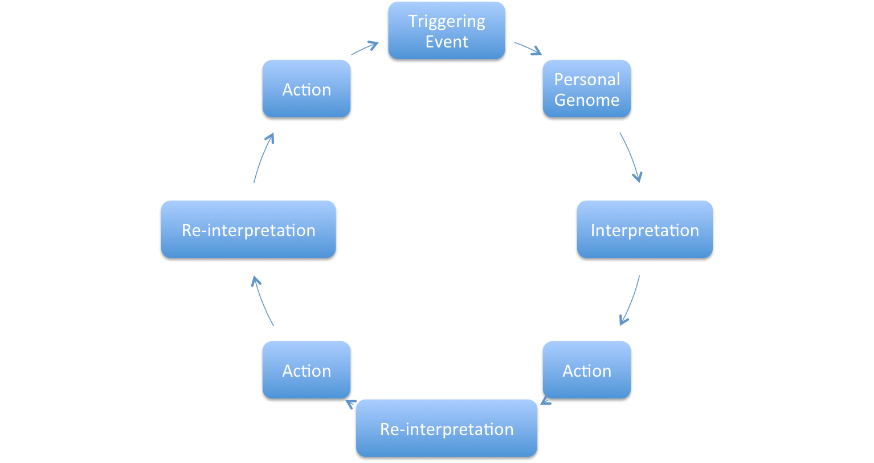 Triggering
Event
Personal
Genome
Interpretation
Action
Re-interpretation
Action
Re-interpretation
Action